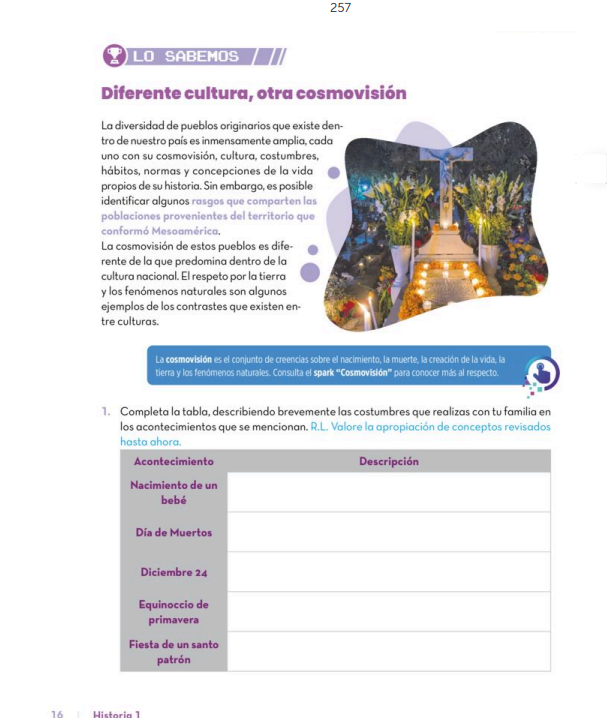 257
LO SABEMOS
Diferente cultura, otra cosmovisión
La diversidad de pueblos originarios que existe den-
tro de nuestro país es inmensamente amplia, cada
uno con su cosmovisión, cultura, costumbres,
hábitos, normas y concepciones de la vida
propios de su historia. Sin embargo, es posible
identificar algunos rasgos que comparten las
poblaciones provenientes del territorio que
conformó Mesoamérica.
La cosmovisión de estos pueblos es dife-
rente de la que predomina dentro de la
cultura nacional. El respeto por la tierra
y los fenómenos naturales son algunos
ejemplos de los contrastes que existen en-
tre culturas.
La cosmovisión es el conjunto de creencias sobre el nacimiento, la muerte, la creación de la vida, la
tierra y los fenómenos naturales. Consulta el spark "Cosmovisión" para conocer más al respecto.
1. Completa la tabla, describiendo brevemente las costumbres que realizas con tu familia en
los acontecimientos que se mencionan. R.L. Valore la apropiación de conceptos revisados
hasta ahora.
Acontecimiento Descripción
Nacimiento de un
bebé
Día de Muertos
Diciembre 24
Equinoccio de
primavera
Fiesta de un santo
patrón
16 | Historia 1